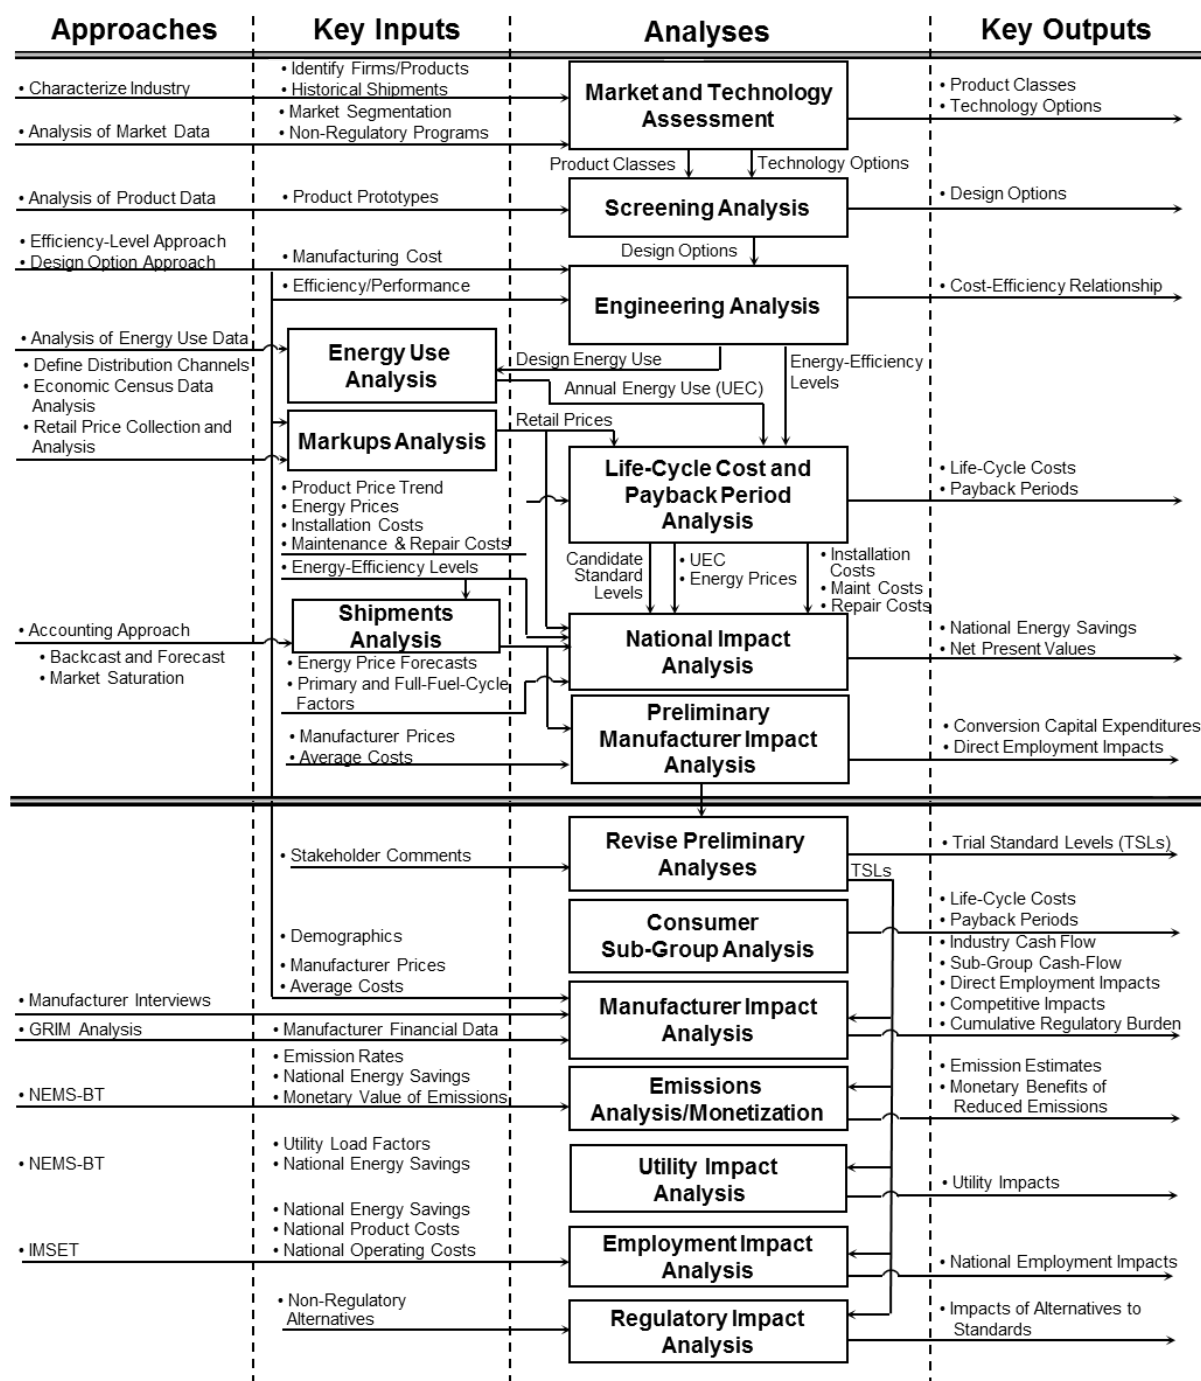 Approaches
Key Inputs
Analyses
Key Outputs
• Characterize Industry
• Analysis of Market Data
• Identify Firms/Products
• Historical Shipments
• Market Segmentation
• Non-Regulatory Programs
Market and Technology
Assessment
• Product Classes
• Technology Options
Product Classes
Technology Options
• Analysis of Product Data
• Product Prototypes
Screening Analysis
• Design Options
• Efficiency-Level Approach
• Design Option Approach
• Manufacturing Cost
• Efficiency/Performance
Design Options
Engineering Analysis
• Cost-Efficiency Relationship
• Analysis of Energy Use Data
Energy Use
Analysis
Design Energy Use
Annual Energy Use (UEC)
Energy-Efficiency
Levels
• Define Distribution Channels
• Economic Census Data
Analysis
• Retail Price Collection and
Analysis
Markups Analysis
Retail Prices
• Product Price Trend
• Energy Prices
• Installation Costs
• Maintenance & Repair Costs
• Energy-Efficiency Levels
Life-Cycle Cost and
Payback Period
Analysis
• Life-Cycle Costs
• Payback Periods
Candidate
Standard
Levels
• UEC
• Energy Prices
• Installation
Costs
• Maint Costs
• Repair Costs
• Accounting Approach
• Backcast and Forecast
• Market Saturation
Shipments
Analysis
• Energy Price Forecasts
• Primary and Full-Fuel-Cycle
Factors
National Impact
Analysis
• National Energy Savings
• Net Present Values
• Manufacturer Prices
• Average Costs
Preliminary
Manufacturer Impact
Analysis
• Conversion Capital Expenditures
• Direct Employment Impacts
• Stakeholder Comments
Revise Preliminary
Analyses
• Trial Standard Levels (TSLs)
TSLs
• Demographics
Consumer
Sub-Group Analysis
• Life-Cycle Costs
• Payback Periods
• Industry Cash Flow
• Sub-Group Cash-Flow
• Direct Employment Impacts
• Competitive Impacts
• Cumulative Regulatory Burden
• Manufacturer Prices
• Average Costs
• Manufacturer Interviews
• GRIM Analysis
• Manufacturer Financial Data
Manufacturer Impact
Analysis
• Emission Rates
• National Energy Savings
• Monetary Value of Emissions
• NEMS-BT
Emissions
Analysis/Monetization
• Emission Estimates
• Monetary Benefits of
Reduced Emissions
• NEMS-BT
• Utility Load Factors
• National Energy Savings
Utility Impact
Analysis
• Utility Impacts
• IMSET
• National Energy Savings
• National Product Costs
• National Operating Costs
Employment Impact
Analysis
• National Employment Impacts
• Non-Regulatory
Alternatives
Regulatory Impact
Analysis
• Impacts of Alternatives to
Standards